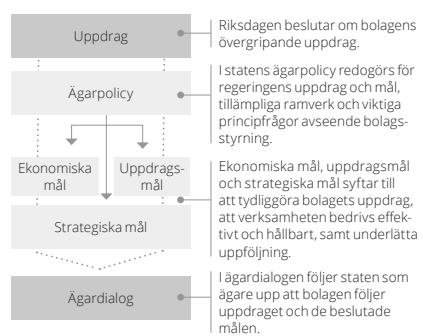 Uppdrag
Riksdagen beslutar om bolagens
övergripande uppdrag.
Ägarpolicy
I statens ägarpolicy redogörs för
regeringens uppdrag och mål,
tillämpliga ramverk och viktiga
principfrågor avseende bolags-
styrning.
Ekonomiska
mål
Uppdrags-
mål
Strategiska mål
Ekonomiska mål, uppdragsmål
och strategiska mål syftar till
att tydliggöra bolagets uppdrag,
att verksamheten bedrivs effek-
tivt och hållbart, samt underlätta
uppföljning.
Ägardialog
I ägardialogen följer staten som
ägare upp att bolagen följer
uppdraget och de beslutade
målen.